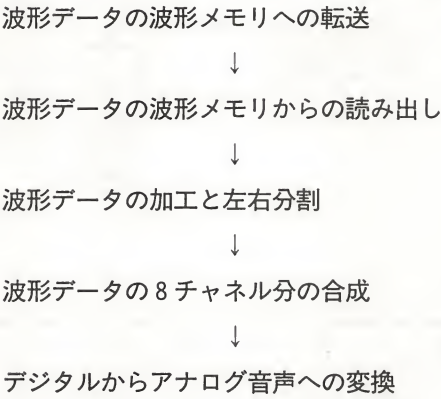 波形データの波形メモリへの転送
↓
波形データの波形メモリからの読み出し
↓
波形データの加工と左右分割
↓
波形データの8チャネル分の合成
↓
デジタルからアナログ音声への変換